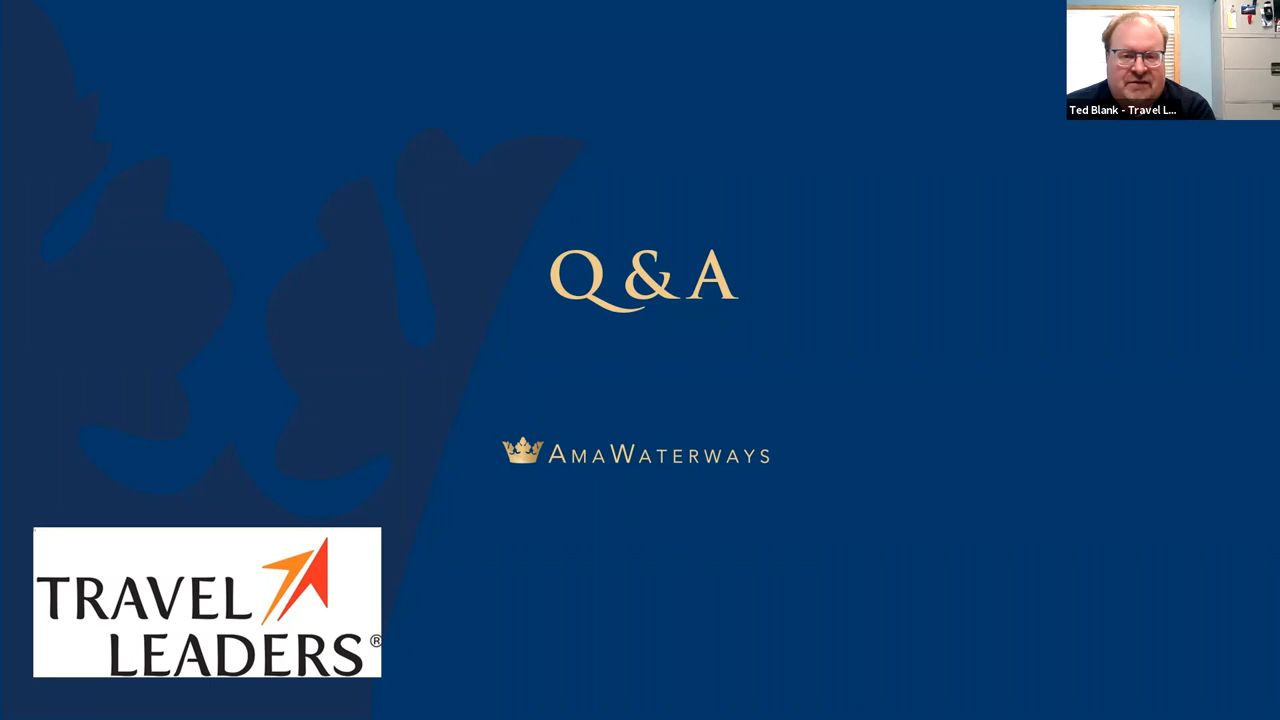 Ted Blank - Travel L...
Q & A
AMAWATERWAYS
TRAVEL
LEADERS®